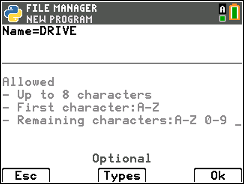 FILE MANAGER
NEW PROGRAM
Name=DRIVE
Allowed
- Up to 8 characters
- First character:A-Z
- Remaining characters:A-Z 0-9 _
Optional
Esc Types Ok